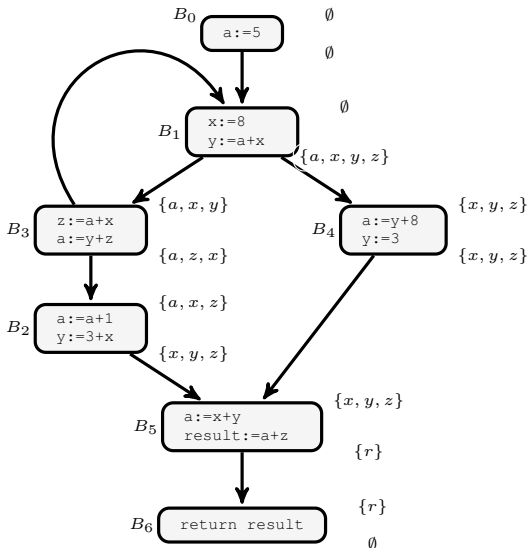 B0
∅
a:=5
∅
∅
B1
x:=8
y:=a+x
{a, x, y, z}
{a, x, y}
B3
z:=a+x
a:=y+z
{a, z, x}
{x, y, z}
B4
a:=y+8
y:=3
{x, y, z}
{a, x, z}
B2
a:=a+1
y:=3+x
{x, y, z}
{x, y, z}
B5
a:=x+y
result:=a+z
{r}
{r}
B6
return result
∅